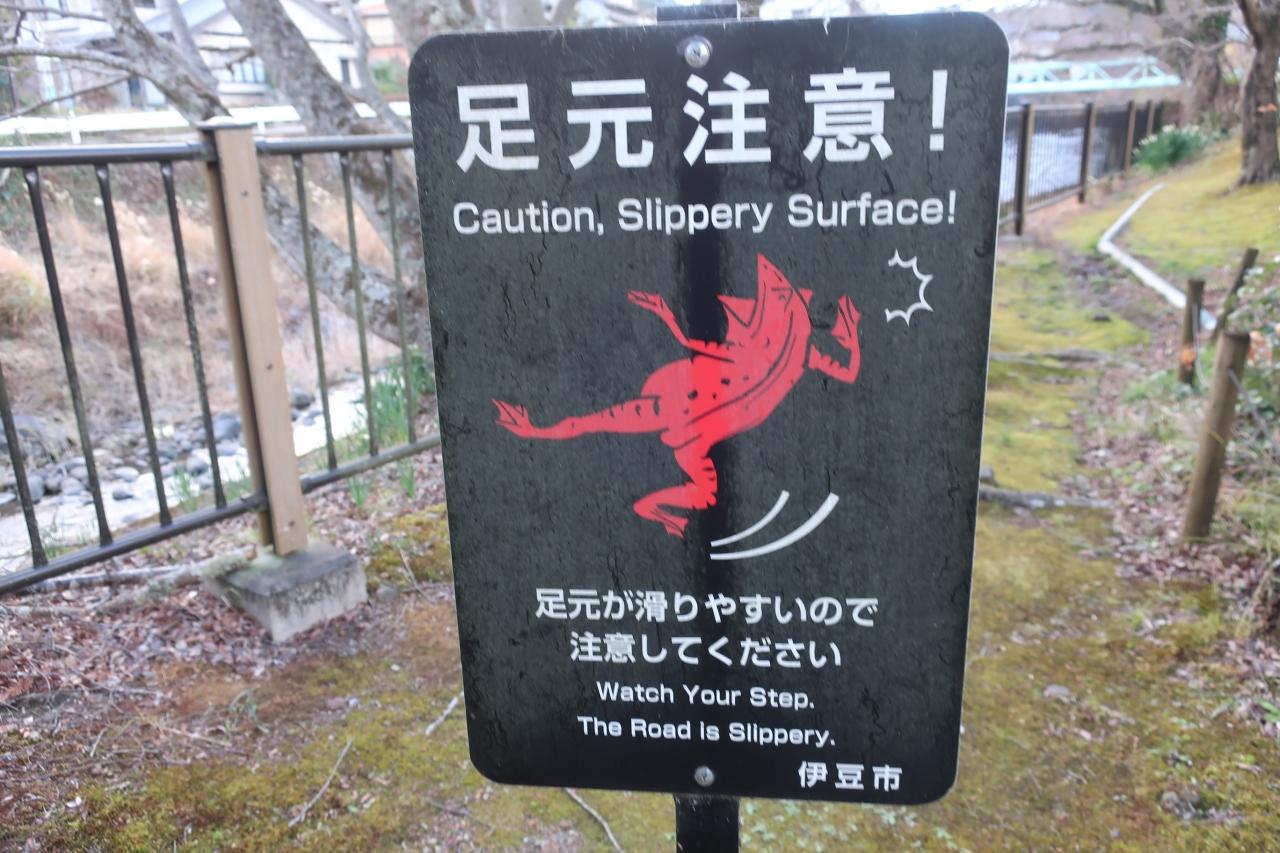 足元注意！
Caution, Slippery Surface!
足元が滑りやすいので
注意してください
Watch Your Step.
The Road is Slippery.
伊豆市